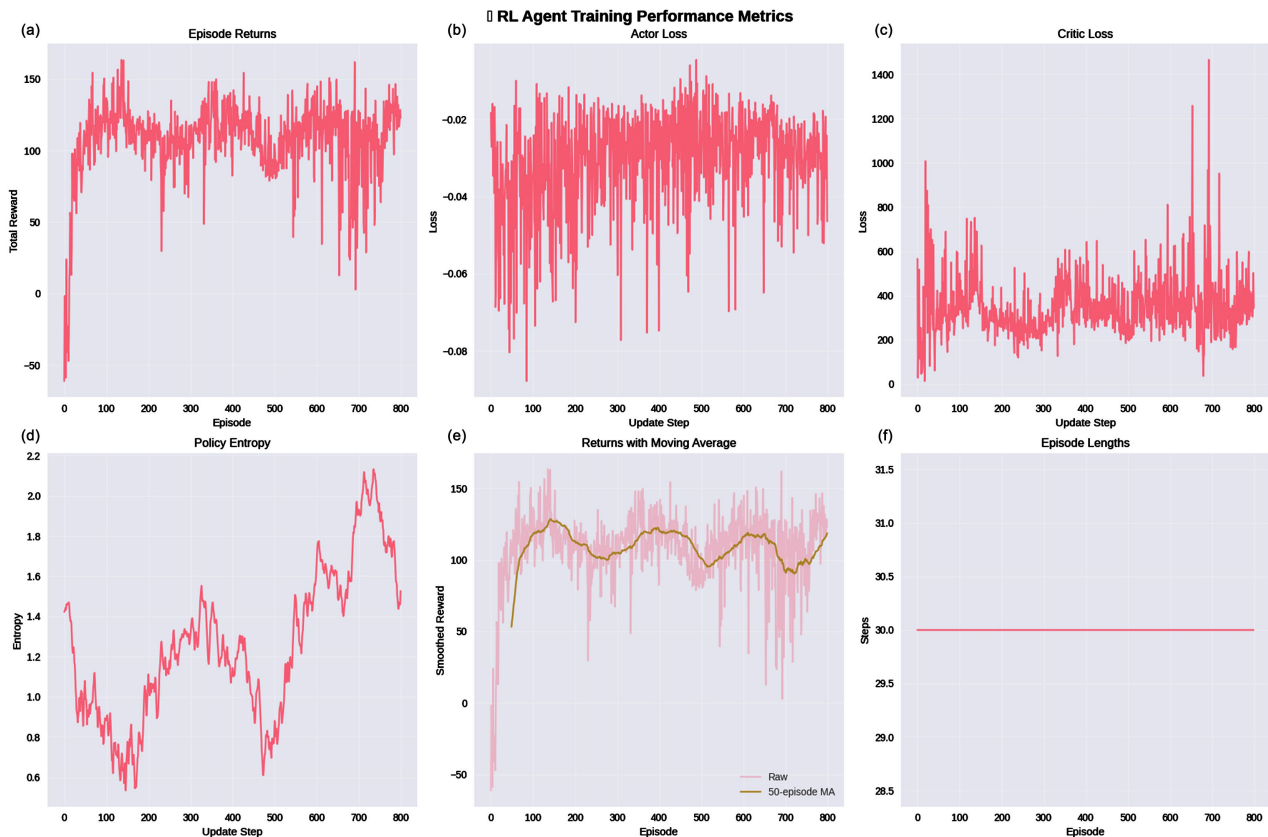 ▯ RL Agent Training Performance Metrics
(a)
Episode Returns
Total Reward
150
100
50
0
−50
0 100 200 300 400 500 600 700 800
Episode
(b)
Actor Loss
Loss
−0.02
−0.04
−0.06
−0.08
0 100 200 300 400 500 600 700 800
Update Step
(c)
Critic Loss
Loss
1400
1200
1000
800
600
400
200
0
0 100 200 300 400 500 600 700 800
Update Step
(d)
Policy Entropy
Entropy
2.2
2.0
1.8
1.6
1.4
1.2
1.0
0.8
0.6
0 100 200 300 400 500 600 700 800
Update Step
(e)
Returns with Moving Average
Smoothed Reward
150
100
50
0
−50
Raw
50-episode MA
0 100 200 300 400 500 600 700 800
Episode
(f)
Episode Lengths
Steps
31.5
31.0
30.5
30.0
29.5
29.0
28.5
0 100 200 300 400 500 600 700 800
Episode